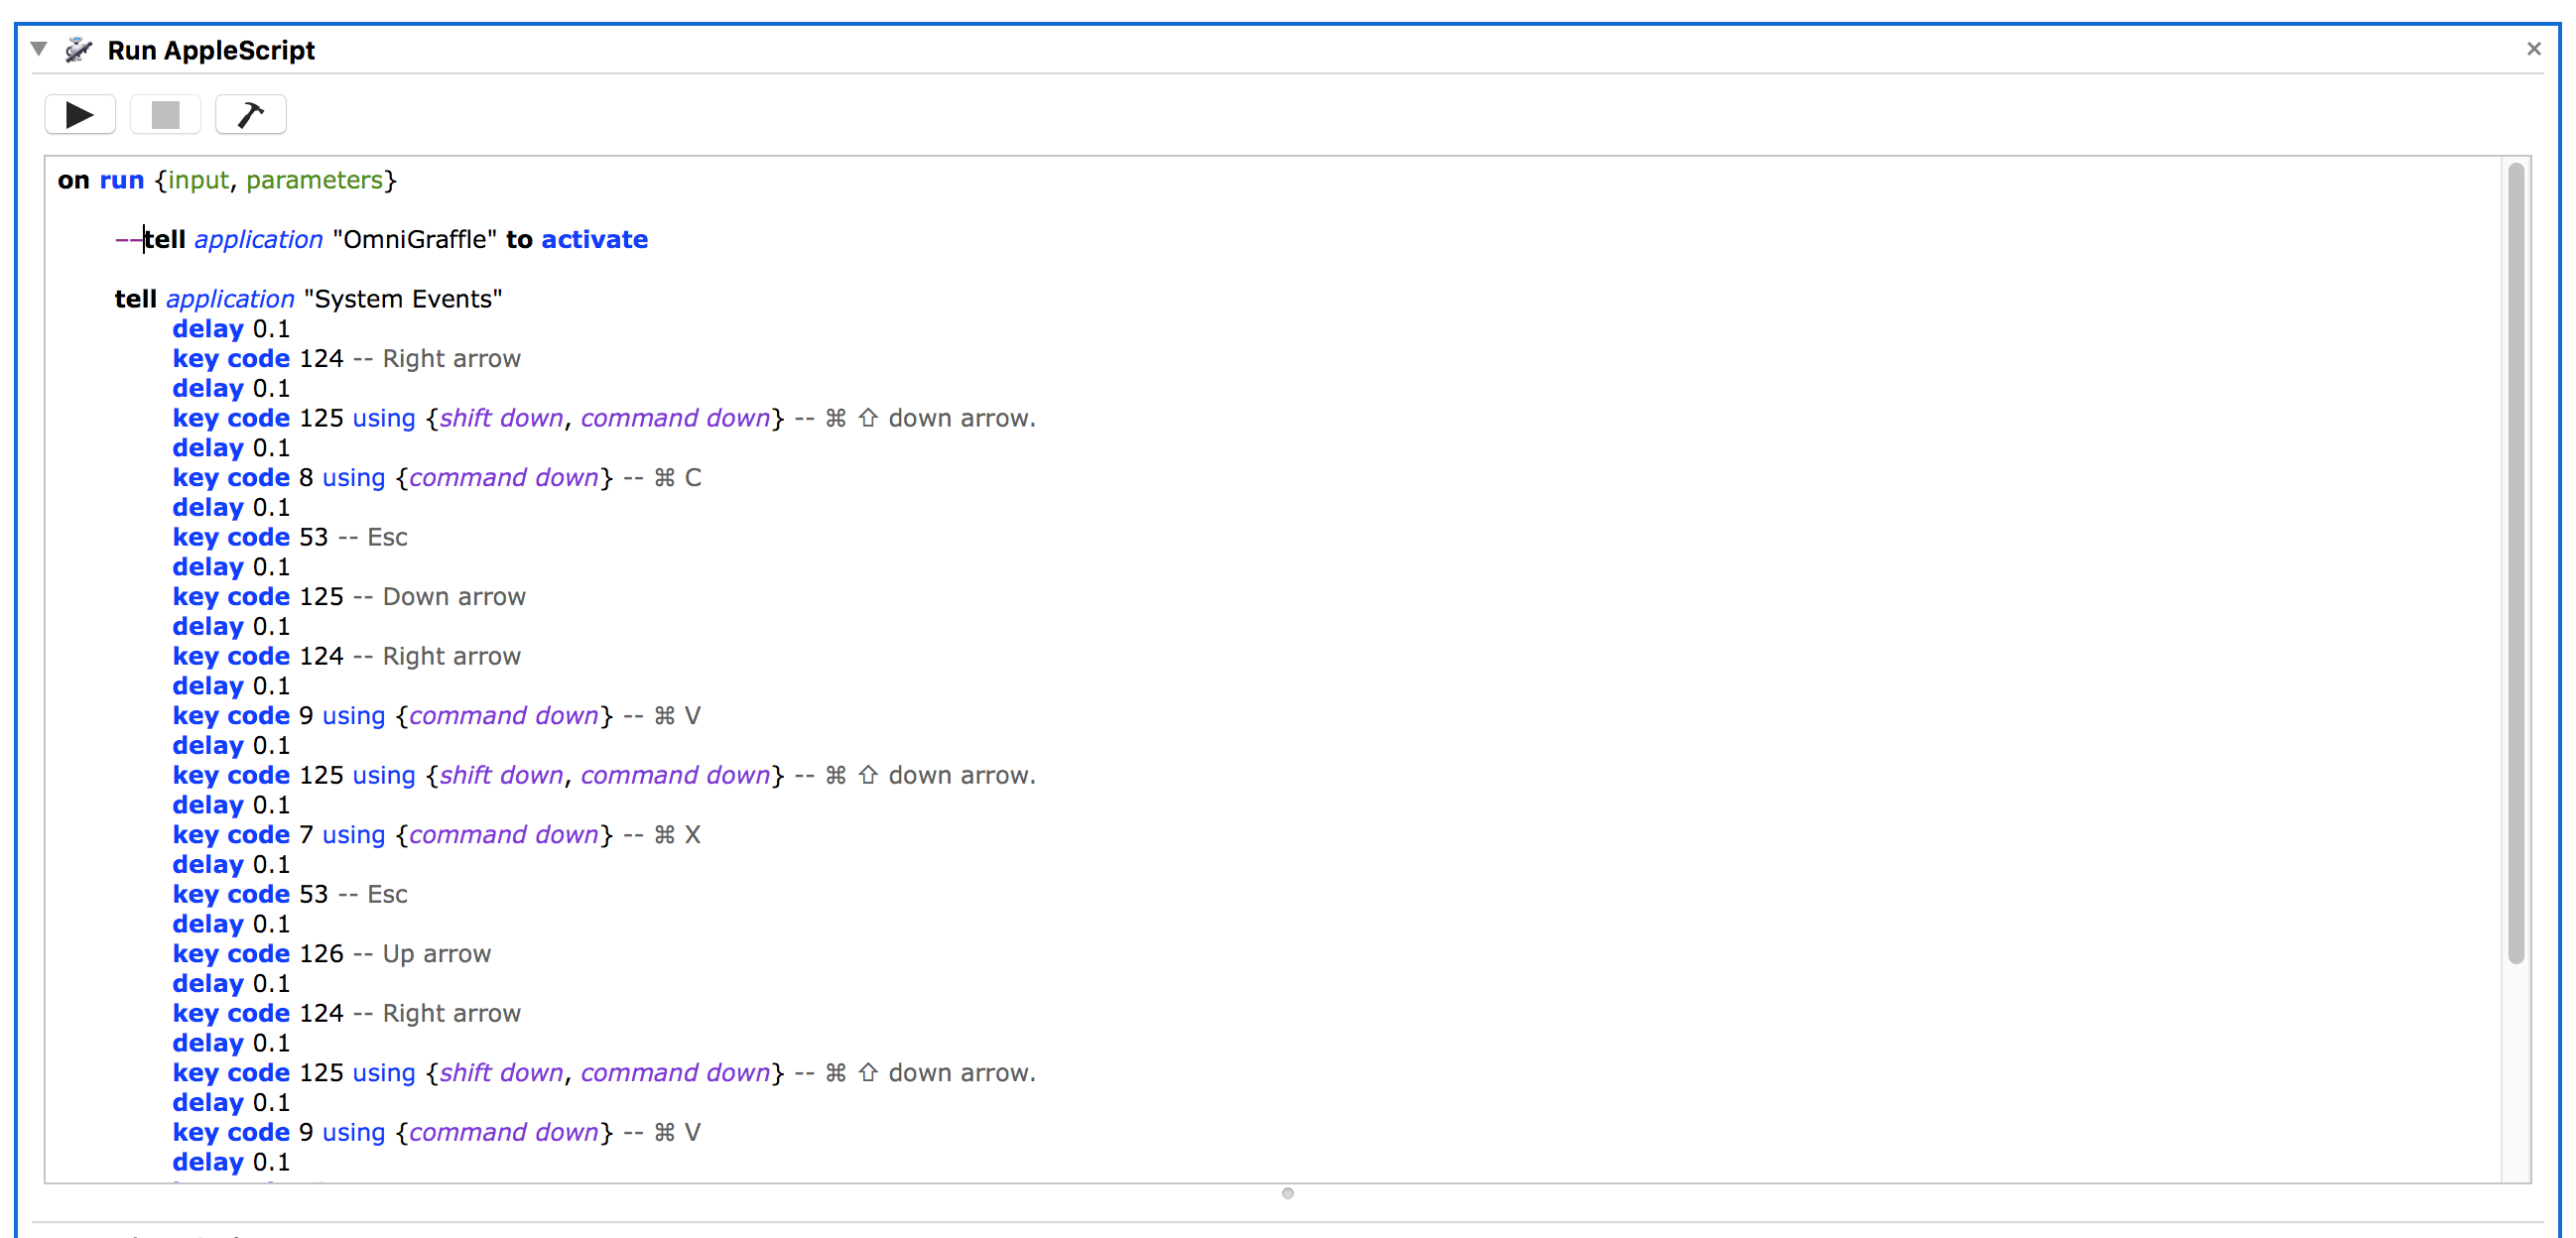 Run AppleScript
on run {input, parameters}
--tell application "OmniGraffle" to activate
tell application "System Events"
delay 0.1
key code 124 -- Right arrow
delay 0.1
key code 125 using {shift down, command down} -- ⌘ ⇧ down arrow.
delay 0.1
key code 8 using {command down} -- ⌘ C
delay 0.1
key code 53 -- Esc
delay 0.1
key code 125 -- Down arrow
delay 0.1
key code 124 -- Right arrow
delay 0.1
key code 9 using {command down} -- ⌘ V
delay 0.1
key code 125 using {shift down, command down} -- ⌘ ⇧ down arrow.
delay 0.1
key code 7 using {command down} -- ⌘ X
delay 0.1
key code 53 -- Esc
delay 0.1
key code 126 -- Up arrow
delay 0.1
key code 124 -- Right arrow
delay 0.1
key code 125 using {shift down, command down} -- ⌘ ⇧ down arrow.
delay 0.1
key code 9 using {command down} -- ⌘ V
delay 0.1